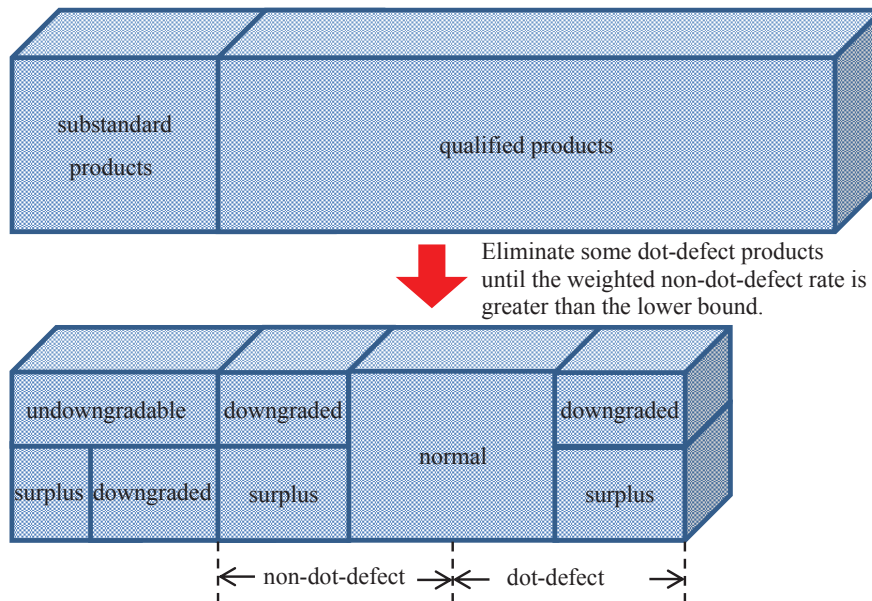 substandard
products
qualified products
Eliminate some dot-defect products
until the weighted non-dot-defect rate is
greater than the lower bound.
undowngradable
downgraded
normal
downgraded
surplus
downgraded
surplus
surplus
non-dot-defect
dot-defect